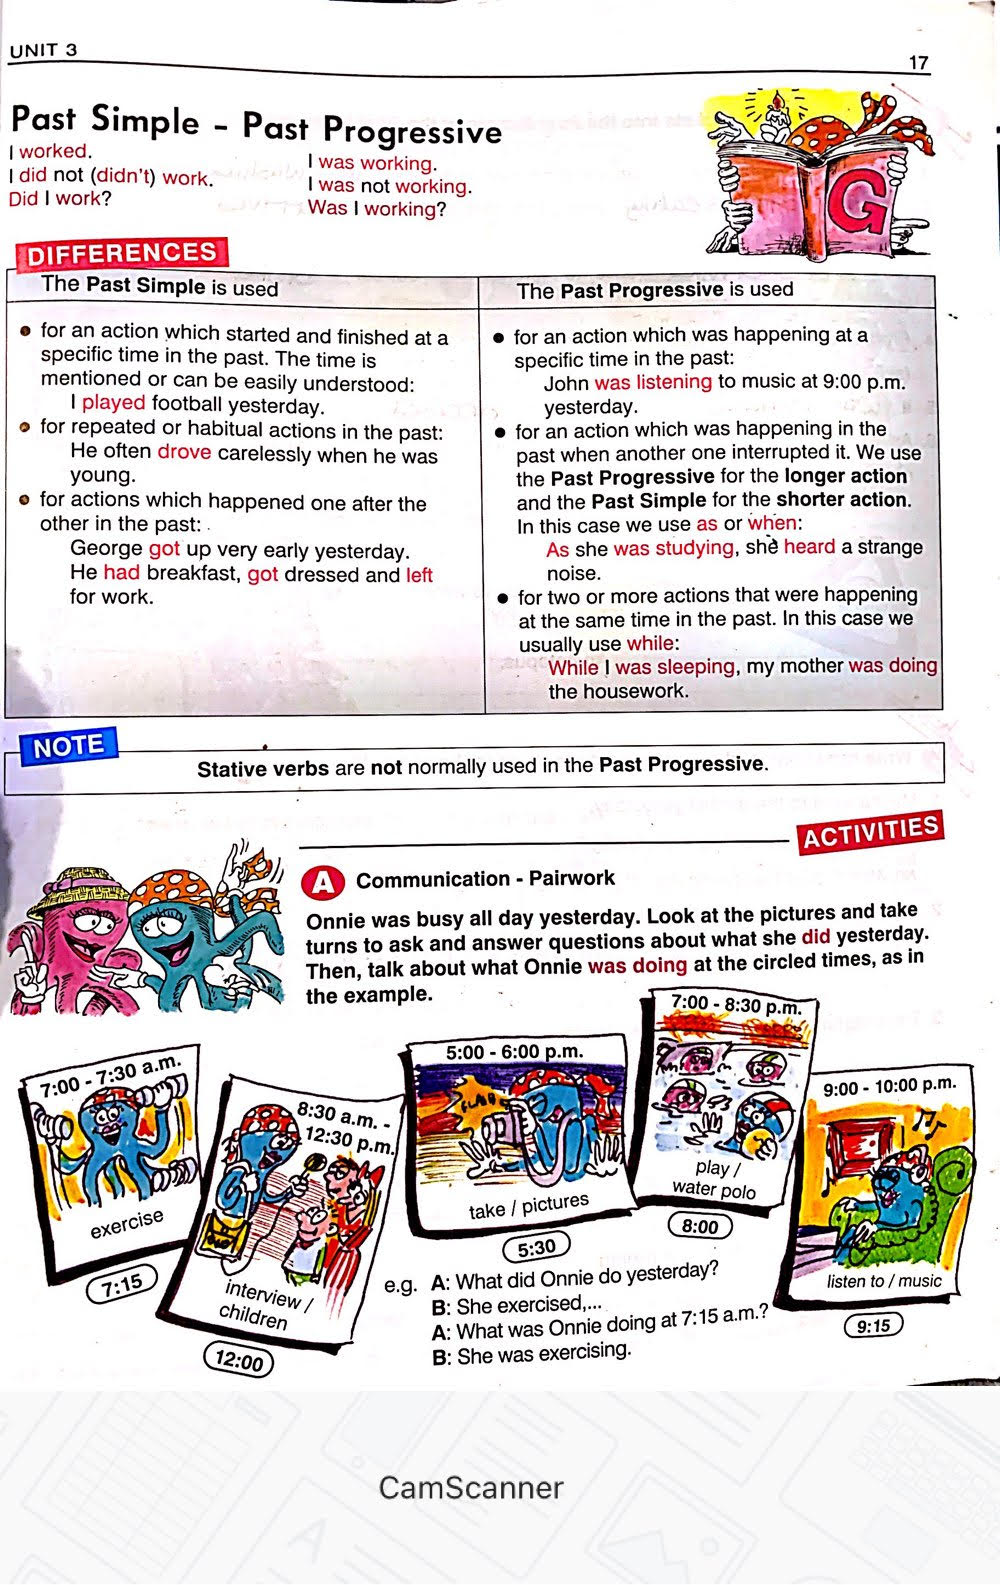 UNIT 3
17
Past Simple - Past Progressive
I worked.
I did not (didn't) work.
Did I work?
I was working.
I was not working.
Was I working?
G
DIFFERENCES
The Past Simple is used
• for an action which started and finished at a
specific time in the past. The time is
mentioned or can be easily understood:
I played football yesterday.
• for repeated or habitual actions in the past:
He often drove carelessly when he was
young.
• for actions which happened one after the
other in the past:
George got up very early yesterday.
He had breakfast, got dressed and left
for work.
The Past Progressive is used
• for an action which was happening at a
specific time in the past:
John was listening to music at 9:00 p.m.
yesterday.
• for an action which was happening in the
past when another one interrupted it. We use
the Past Progressive for the longer action
and the Past Simple for the shorter action.
In this case we use as or when:
As she was studying, she heard a strange
noise.
• for two or more actions that were happening
at the same time in the past. In this case we
usually use while:
While I was sleeping, my mother was doing
the housework.
NOTE
Stative verbs are not normally used in the Past Progressive.
ACTIVITIES
A Communication - Pairwork
Onnie was busy all day yesterday. Look at the pictures and take
turns to ask and answer questions about what she did yesterday.
Then, talk about what Onnie was doing at the circled times, as in
the example.
7:00 - 7:30 a.m.
exercise
7:15
8:30 a.m. -
12:30 p.m.
interview /
children
12:00
5:00 - 6:00 p.m.
take / pictures
5:30
7:00 - 8:30 p.m.
play /
water polo
8:00
9:00 - 10:00 p.m.
listen to / music
9:15
e.g. A: What did Onnie do yesterday?
B: She exercised,...
A: What was Onnie doing at 7:15 a.m.?
B: She was exercising.
CamScanner